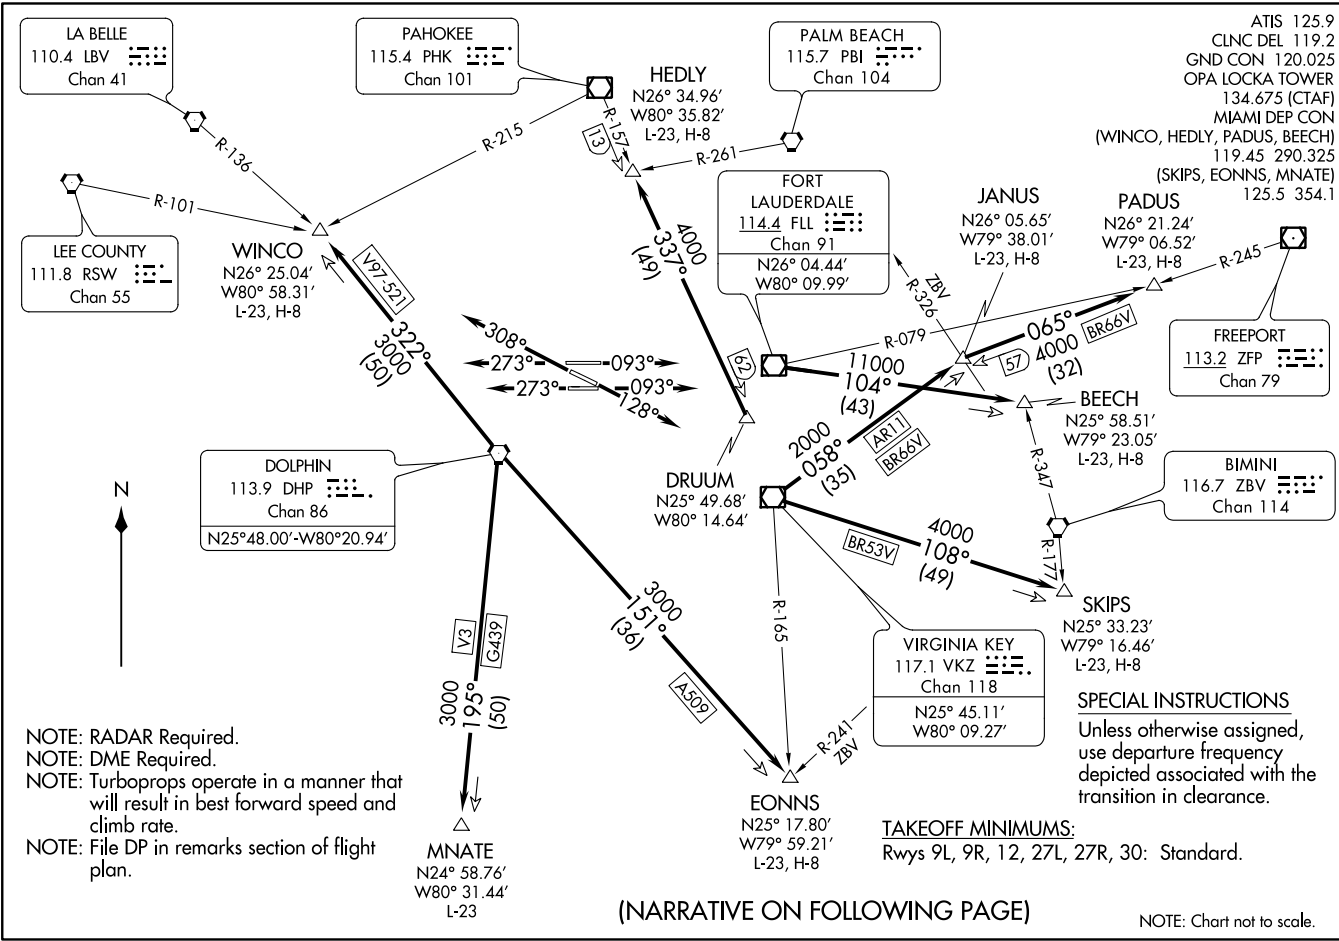 LA BELLE
110.4 LBV
Chan 41
PAHOKEE
115.4 PHK
Chan 101
PALM BEACH
115.7 PBI
Chan 104
ATIS 125.9
CLNC DEL 119.2
GND CON 120.025
OPA LOCKA TOWER
134.675 (CTAF)
MIAMI DEP CON
(WINCO, HEDLY, PADUS, BEECH)
119.45 290.325
(SKIPS, EONNS, MNATE)
125.5 354.1
HEDLY
N26° 34.96′
W80° 35.82′
L-23, H-8
R-136
R-215
R-157
13
R-261
R-101
LEE COUNTY
111.8 RSW
Chan 55
WINCO
N26° 25.04′
W80° 58.31′
L-23, H-8
V97-521
322°
3000
(50)
4000
337°
(49)
FORT
LAUDERDALE
114.4 FLL
Chan 91
N26° 04.44′
W80° 09.99′
JANUS
N26° 05.65′
W79° 38.01′
L-23, H-8
PADUS
N26° 21.24′
W79° 06.52′
L-23, H-8
R-245
FREEPORT
113.2 ZFP
Chan 79
R-326
ZBV
R-079
065°
4000
(32)
BR66V
57
308°
273°
093°
273°
093°
128°
62
11000
104°
(43)
BEECH
N25° 58.51′
W79° 23.05′
L-23, H-8
DRUUM
N25° 49.68′
W80° 14.64′
2000
058°
(35)
AR11
BR66V
R-347
BIMINI
116.7 ZBV
Chan 114
DOLPHIN
113.9 DHP
Chan 86
N25°48.00′-W80°20.94′
N
4000
108°
(49)
BR53V
R-177
SKIPS
N25° 33.23′
W79° 16.46′
L-23, H-8
R-165
3000
151°
(36)
A509
V3
G439
3000
195°
(50)
VIRGINIA KEY
117.1 VKZ
Chan 118
N25° 45.11′
W80° 09.27′
R-241
ZBV
SPECIAL INSTRUCTIONS
Unless otherwise assigned,
use departure frequency
depicted associated with the
transition in clearance.
NOTE: RADAR Required.
NOTE: DME Required.
NOTE: Turboprops operate in a manner that
will result in best forward speed and
climb rate.
NOTE: File DP in remarks section of flight
plan.
MNATE
N24° 58.76′
W80° 31.44′
L-23
EONNS
N25° 17.80′
W79° 59.21′
L-23, H-8
TAKEOFF MINIMUMS:
Rwys 9L, 9R, 12, 27L, 27R, 30: Standard.
(NARRATIVE ON FOLLOWING PAGE)
NOTE: Chart not to scale.